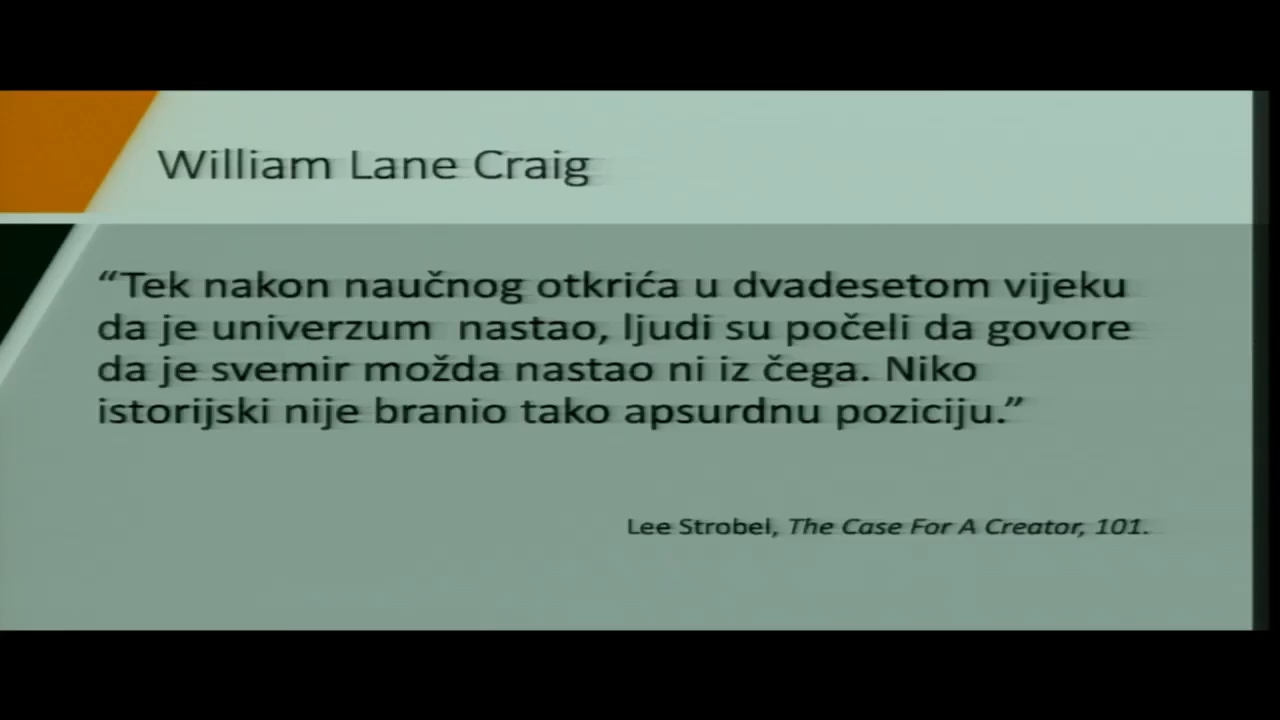 William Lane Craig
“Tek nakon naučnog otkrića u dvadesetom vijeku
da je univerzum nastao, ljudi su počeli da govore
da je svemir možda nastao ni iz čega. Niko
istorijski nije branio tako apsurdnu poziciju.”
Lee Strobel, The Case For A Creator, 101.